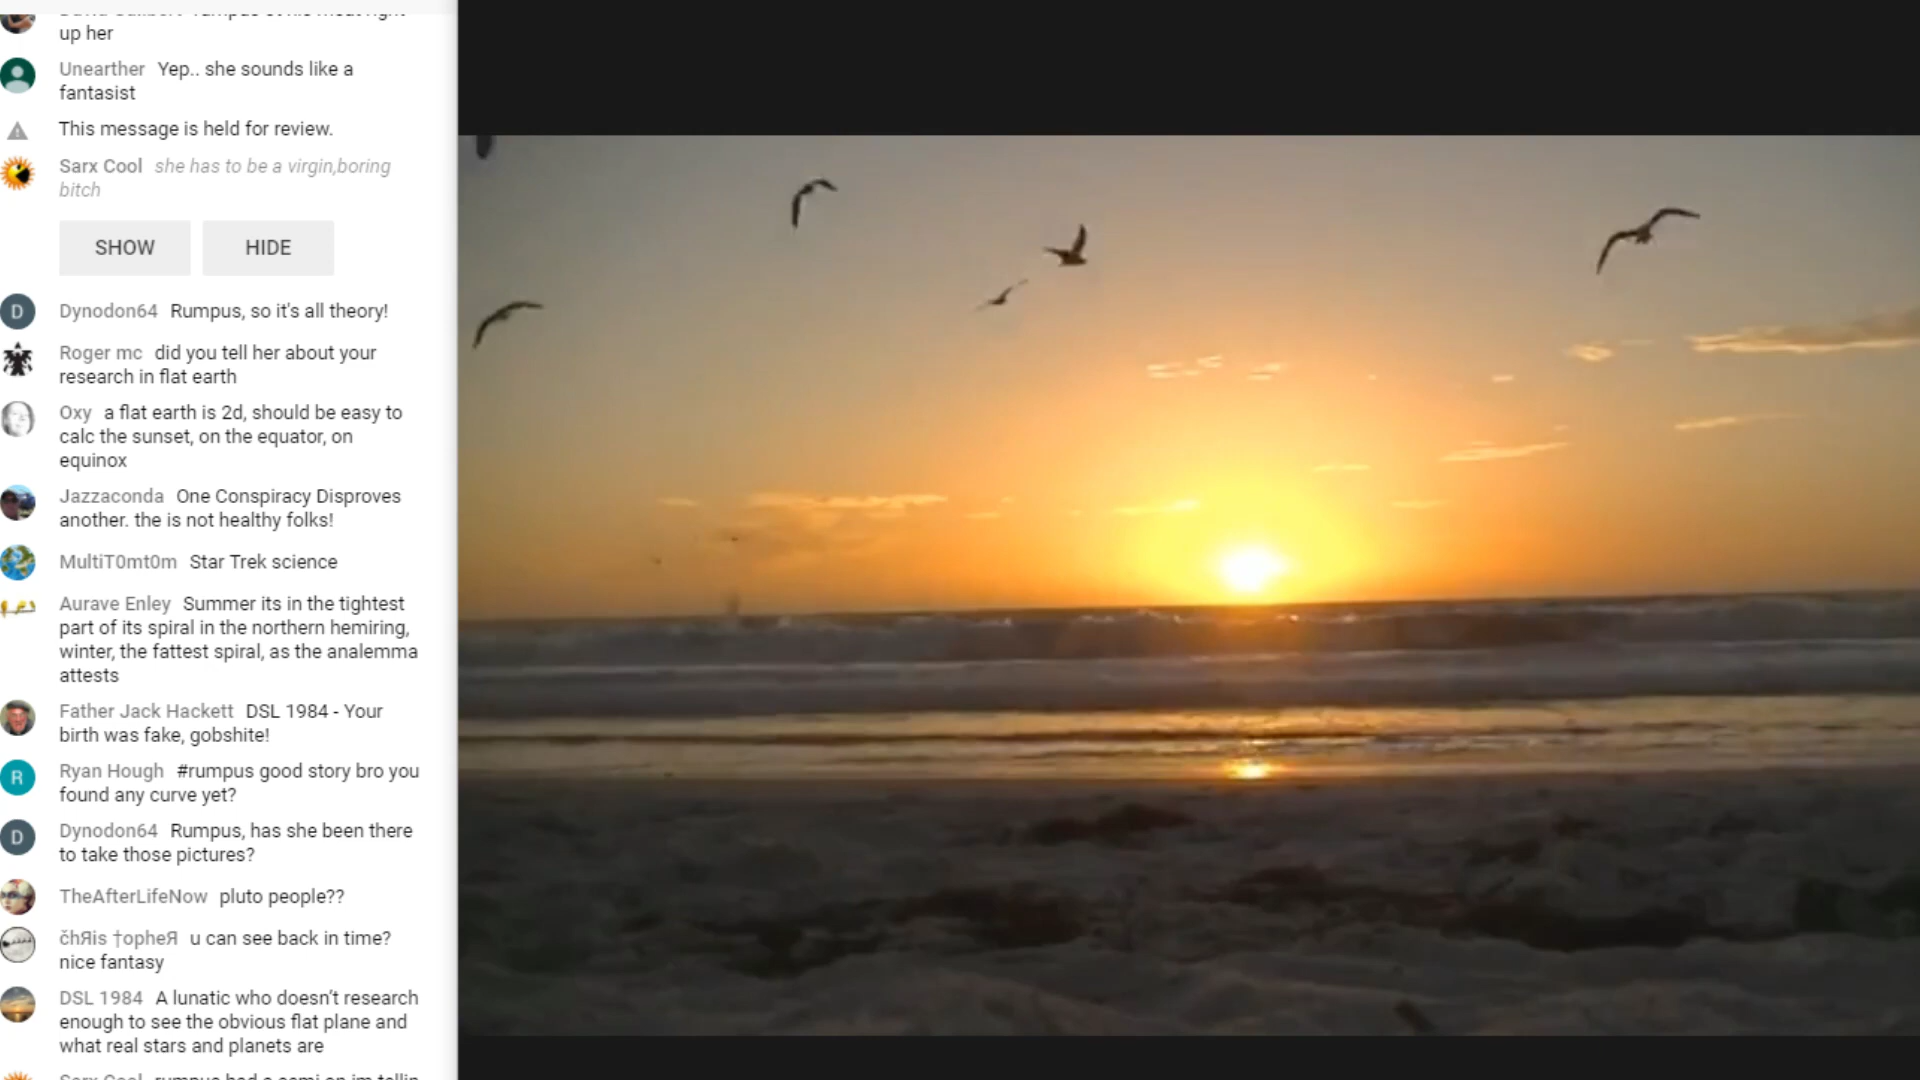 up her
Unearther Yep.. she sounds like a
fantasist
This message is held for review.
Sarx Cool she has to be a virgin,boring
bitch
SHOW HIDE
Dynodon64 Rumpus, so it's all theory!
Roger mc did you tell her about your
research in flat earth
Oxy a flat earth is 2d, should be easy to
calc the sunset, on the equator, on
equinox
Jazzaconda One Conspiracy Disproves
another. the is not healthy folks!
MultiT0mt0m Star Trek science
Aurave Enley Summer its in the tightest
part of its spiral in the northern hemiring,
winter, the fattest spiral, as the analemma
attests
Father Jack Hackett DSL 1984 - Your
birth was fake, gobshite!
R Ryan Hough #rumpus good story bro you
found any curve yet?
D Dynodon64 Rumpus, has she been there
to take those pictures?
TheAfterLifeNow pluto people??
čhЯis †opheЯ u can see back in time?
nice fantasy
DSL 1984 A lunatic who doesn't research
enough to see the obvious flat plane and
what real stars and planets are